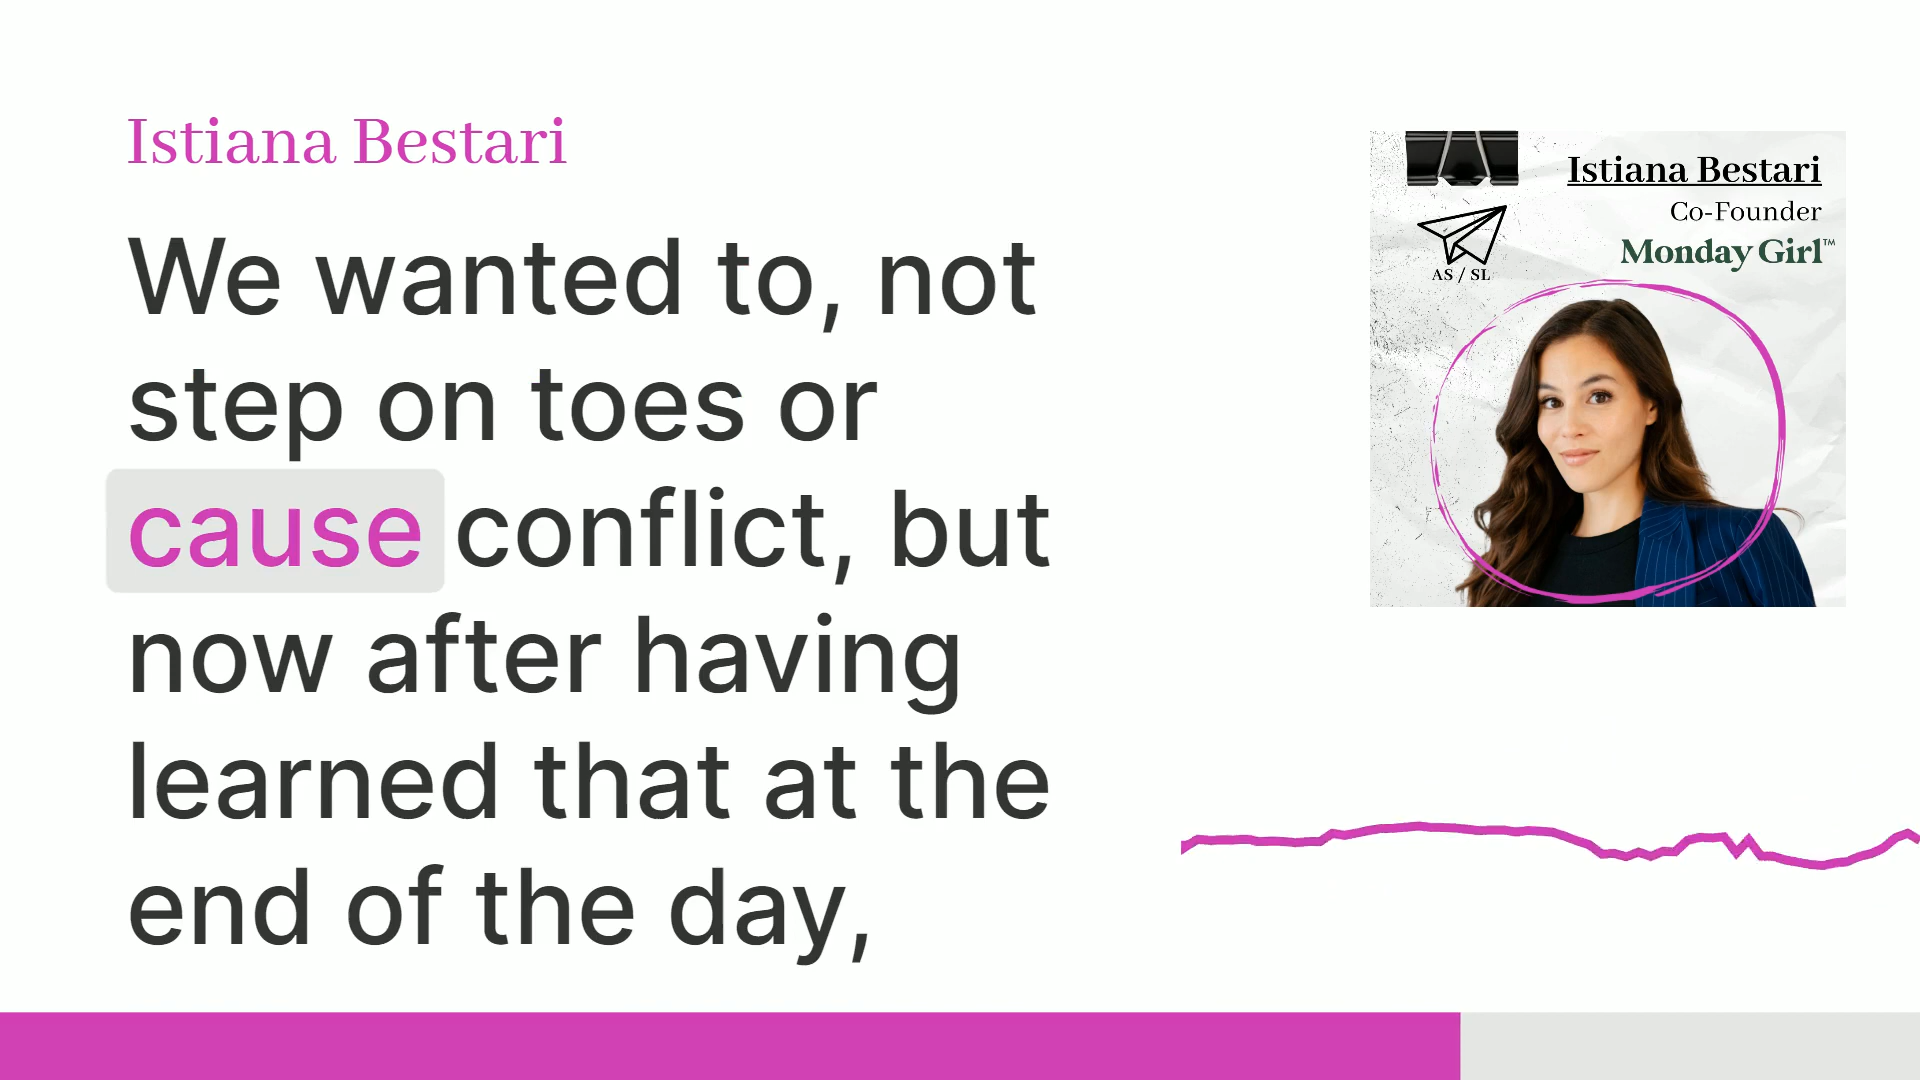 Istiana Bestari
We wanted to, not
step on toes or
cause conflict, but
now after having
learned that at the
end of the day,
Istiana Bestari
Co-Founder
Monday Girl™
AS / SL